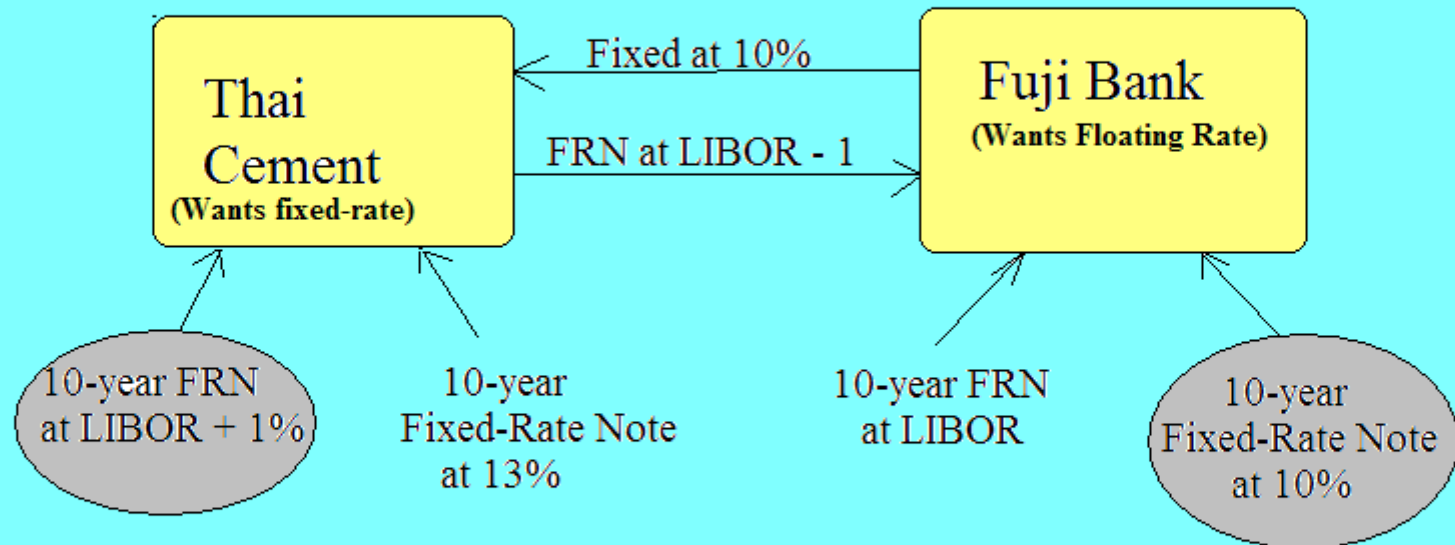 Thai
Cement
(Wants fixed-rate)
Fixed at 10%
FRN at LIBOR - 1
Fuji Bank
(Wants Floating Rate)
10-year FRN
at LIBOR + 1%
10-year
Fixed-Rate Note
at 13%
10-year FRN
at LIBOR
10-year
Fixed-Rate Note
at 10%